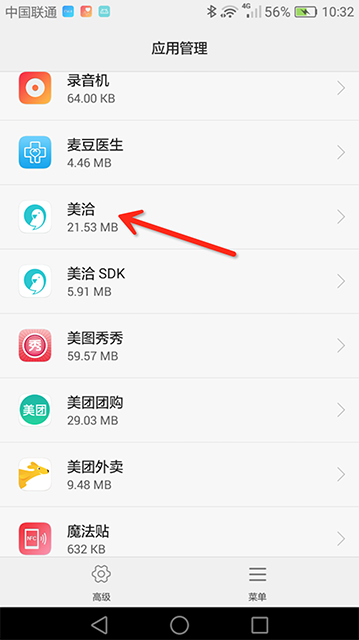 中国联通 4G 56% 10:32
应用管理
录音机
64.00 KB
麦豆医生
4.46 MB
美洽
21.53 MB
美洽 SDK
5.91 MB
秀
美图秀秀
59.57 MB
美团
美团团购
29.03 MB
美团外卖
9.48 MB
NFC
魔法贴
632 KB
高级
菜单